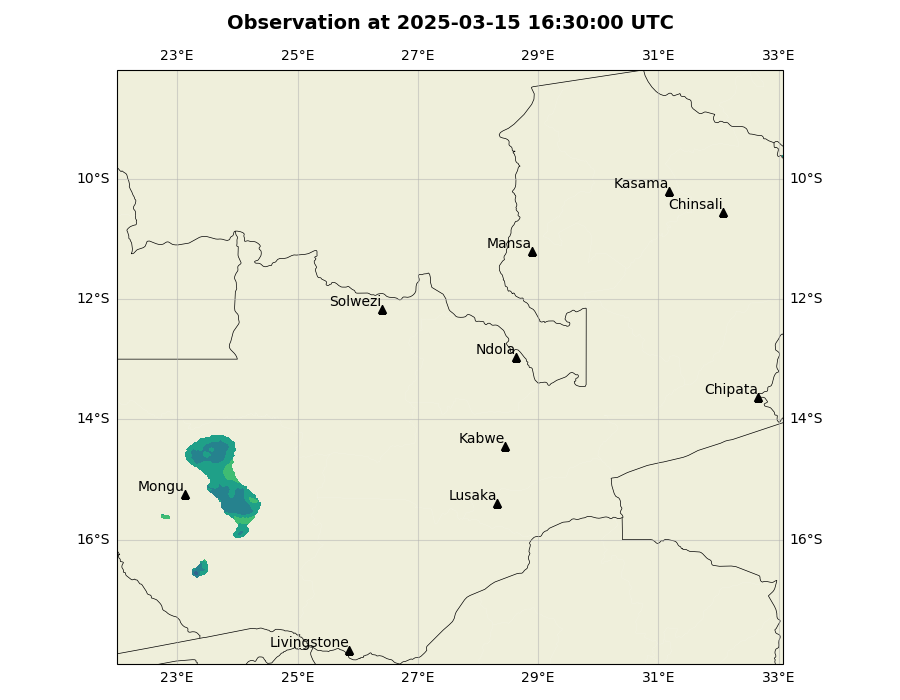 Observation at 2025-03-15 16:30:00 UTC
23°E 25°E 27°E 29°E 31°E 33°E
10°S 10°S
Kasama
Chinsali
Mansa
12°S 12°S
Solwezi
Ndola
Chipata
14°S 14°S
Kabwe
Mongu
Lusaka
16°S 16°S
Livingstone
23°E 25°E 27°E 29°E 31°E 33°E